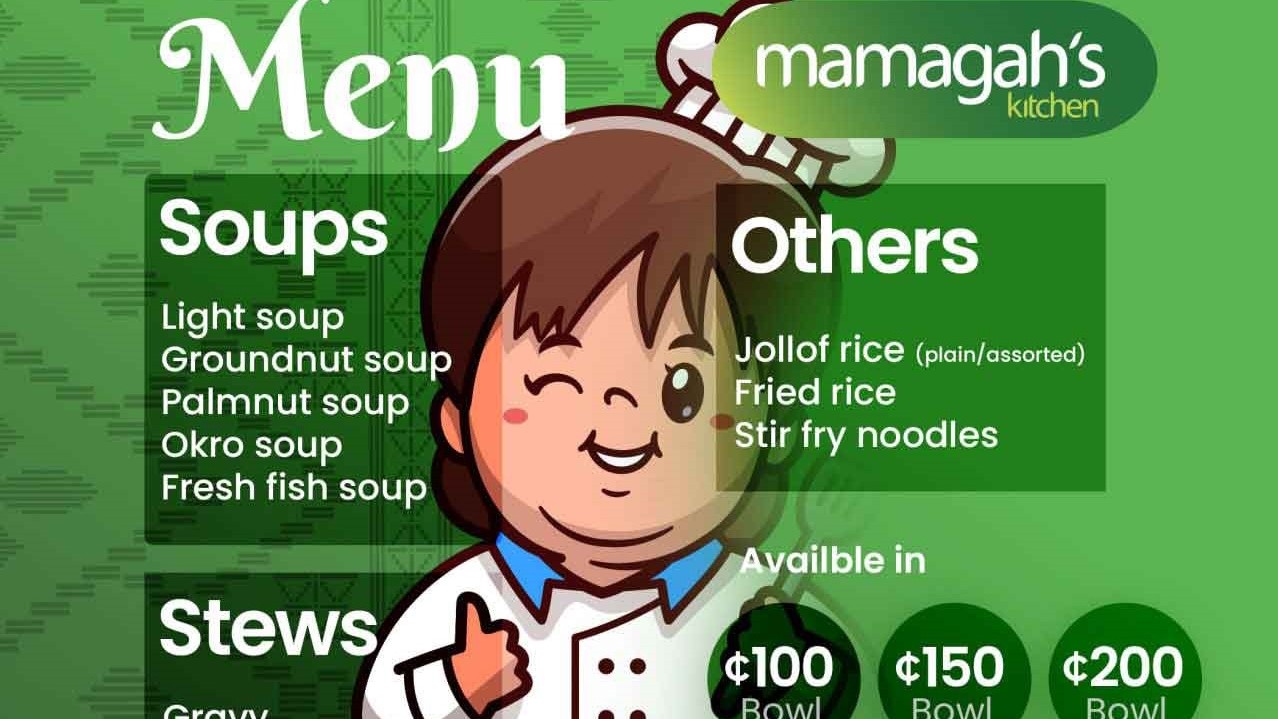 Menu
mamagah's
kitchen
Soups
Light soup
Groundnut soup
Palmnut soup
Okro soup
Fresh fish soup
Stews
Gravy
Others
Jollof rice (plain/assorted)
Fried rice
Stir fry noodles
Availble in
¢100
Bowl
¢150
Bowl
¢200
Bowl